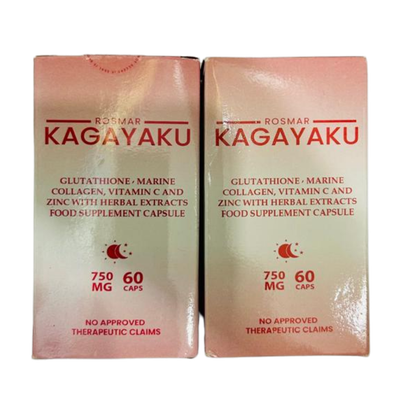 ROSMAR
KAGAYAKU
GLUTATHIONE • MARINE
COLLAGEN, VITAMIN C AND
ZINC WITH HERBAL EXTRACTS
FOOD SUPPLEMENT CAPSULE
750 60
MG CAPS
NO APPROVED
THERAPEUTIC CLAIMS
ROSMAR
KAGAYAKU
GLUTATHIONE • MARINE
COLLAGEN, VITAMIN C AND
ZINC WITH HERBAL EXTRACTS
FOOD SUPPLEMENT CAPSULE
750 60
MG CAPS
NO APPROVED
THERAPEUTIC CLAIMS